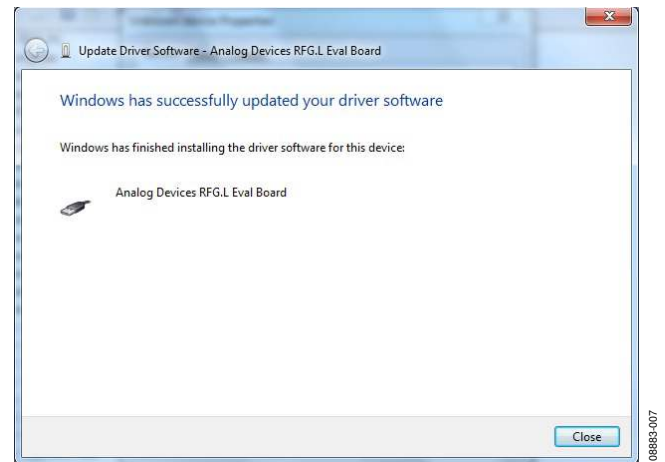 Update Driver Software - Analog Devices RFG.L Eval Board
Windows has successfully updated your driver software
Windows has finished installing the driver software for this device:
Analog Devices RFG.L Eval Board
Close
08883-007